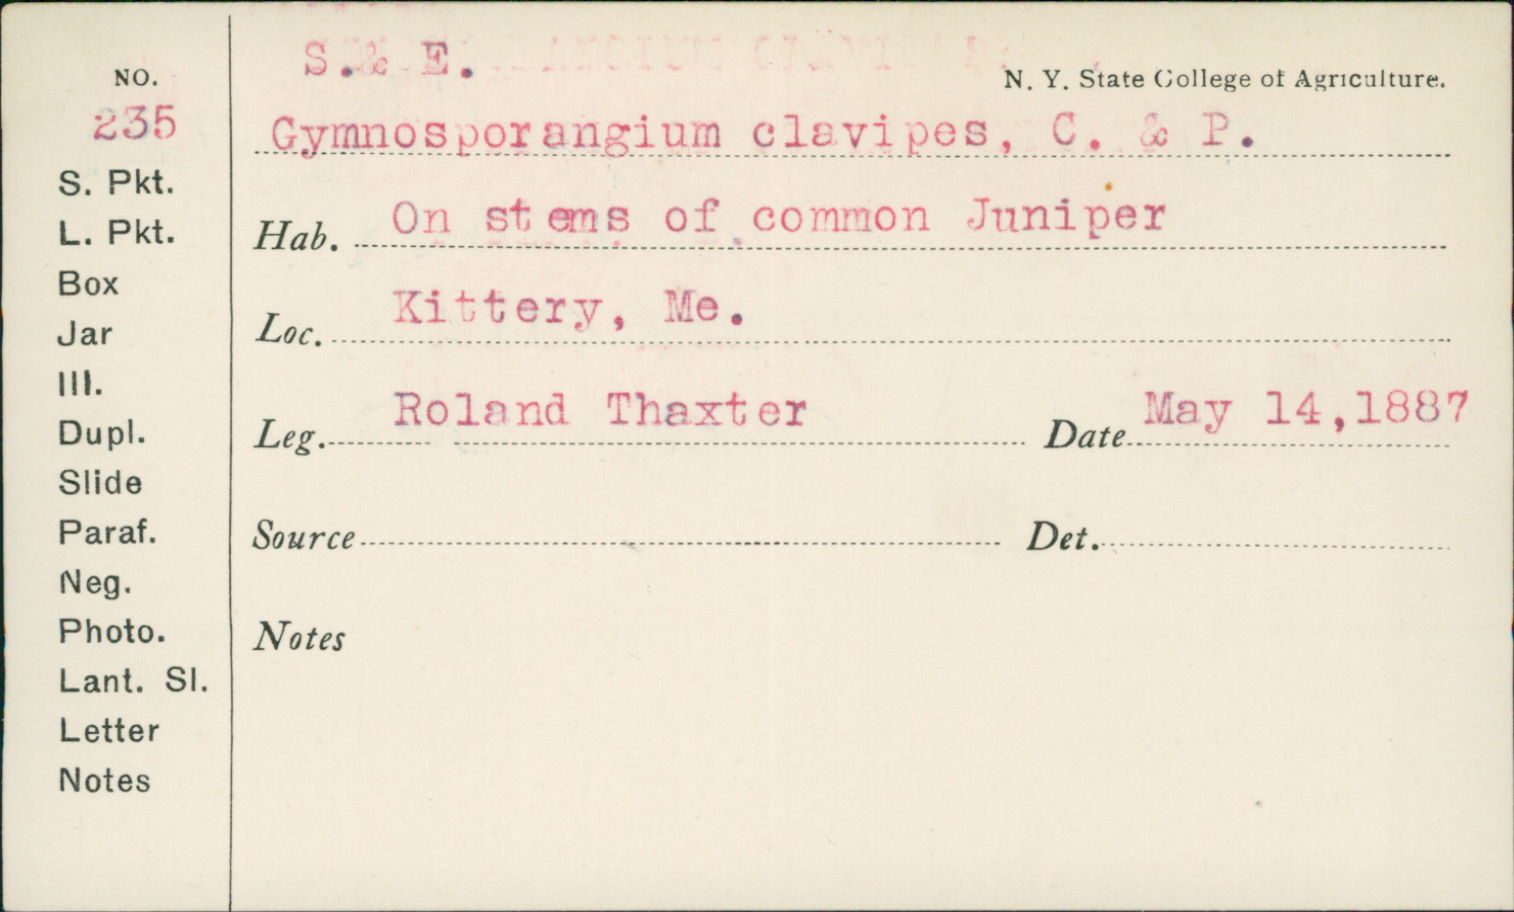 S. & E.
N. Y. State College of Agriculture.
NO.
235
Gymnosporangium clavipes, C. & P.
S. Pkt.
L. Pkt.
Hab. On stems of common Juniper
Box
Jar
Loc. Kittery, Me.
Ill.
Dupl.
Leg. Roland Thaxter Date May 14,1887
Slide
Paraf.
Source Det.
Neg.
Photo.
Notes
Lant. Sl.
Letter
Notes